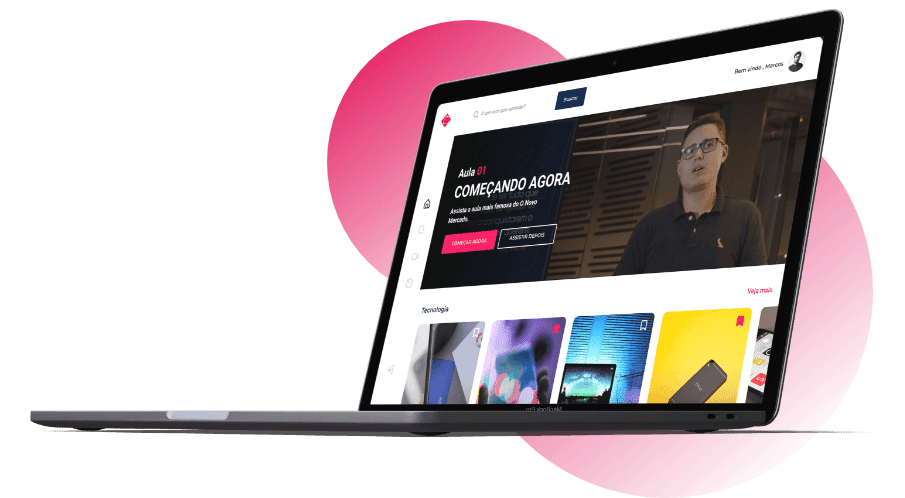 Bem vindo , Marcos
O que você quer aprender?
Buscar
Aula 01
COMEÇANDO AGORA
Assista a aula mais famosa do O Novo
Mercado.
COMEÇAR AGORA
ASSISTIR DEPOIS
Tecnologia
Veja mais
MacBook Pro